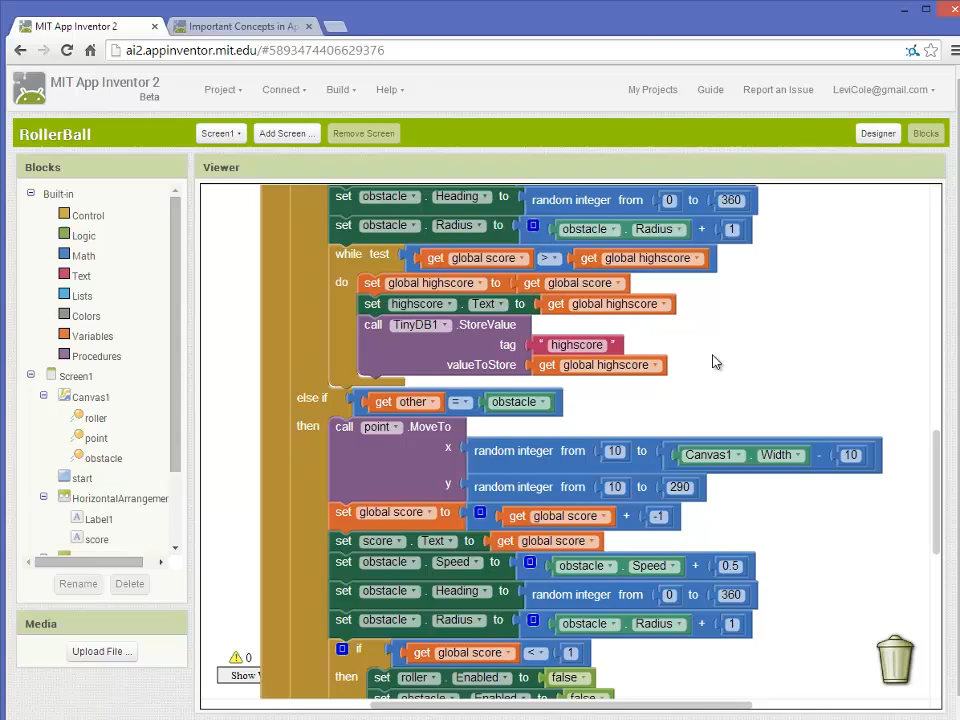 MIT App Inventor 2
Important Concepts in Ap
ai2.appinventor.mit.edu/#5893474406629376
MIT App Inventor 2
Beta
Project
Connect
Build
Help
My Projects
Guide
Report an Issue
LeviCole@gmail.com
RollerBall
Screen1
Add Screen ...
Remove Screen
Designer
Blocks
Blocks
Viewer
Built-in
Control
Logic
Math
Text
Lists
Colors
Variables
Procedures
Screen1
Canvas1
roller
point
obstacle
start
HorizontalArrangemer
Label1
score
Rename
Delete
Media
Upload File ...
set obstacle . Heading to random integer from 0 to 360
set obstacle . Radius to obstacle . Radius + 1
while test get global score > get global highscore
do set global highscore to get global score
set highscore . Text to get global highscore
call TinyDB1 .StoreValue
tag " highscore "
valueToStore get global highscore
else if get other = obstacle
then call point .MoveTo
x random integer from 10 to Canvas1 . Width - 10
y random integer from 10 to 290
set global score to get global score + -1
set score . Text to get global score
set obstacle . Speed to obstacle . Speed + 0.5
set obstacle . Heading to random integer from 0 to 360
set obstacle . Radius to obstacle . Radius + 1
if get global score < 1
then set roller . Enabled to false
set obstacle . Enabled to false
0
Show